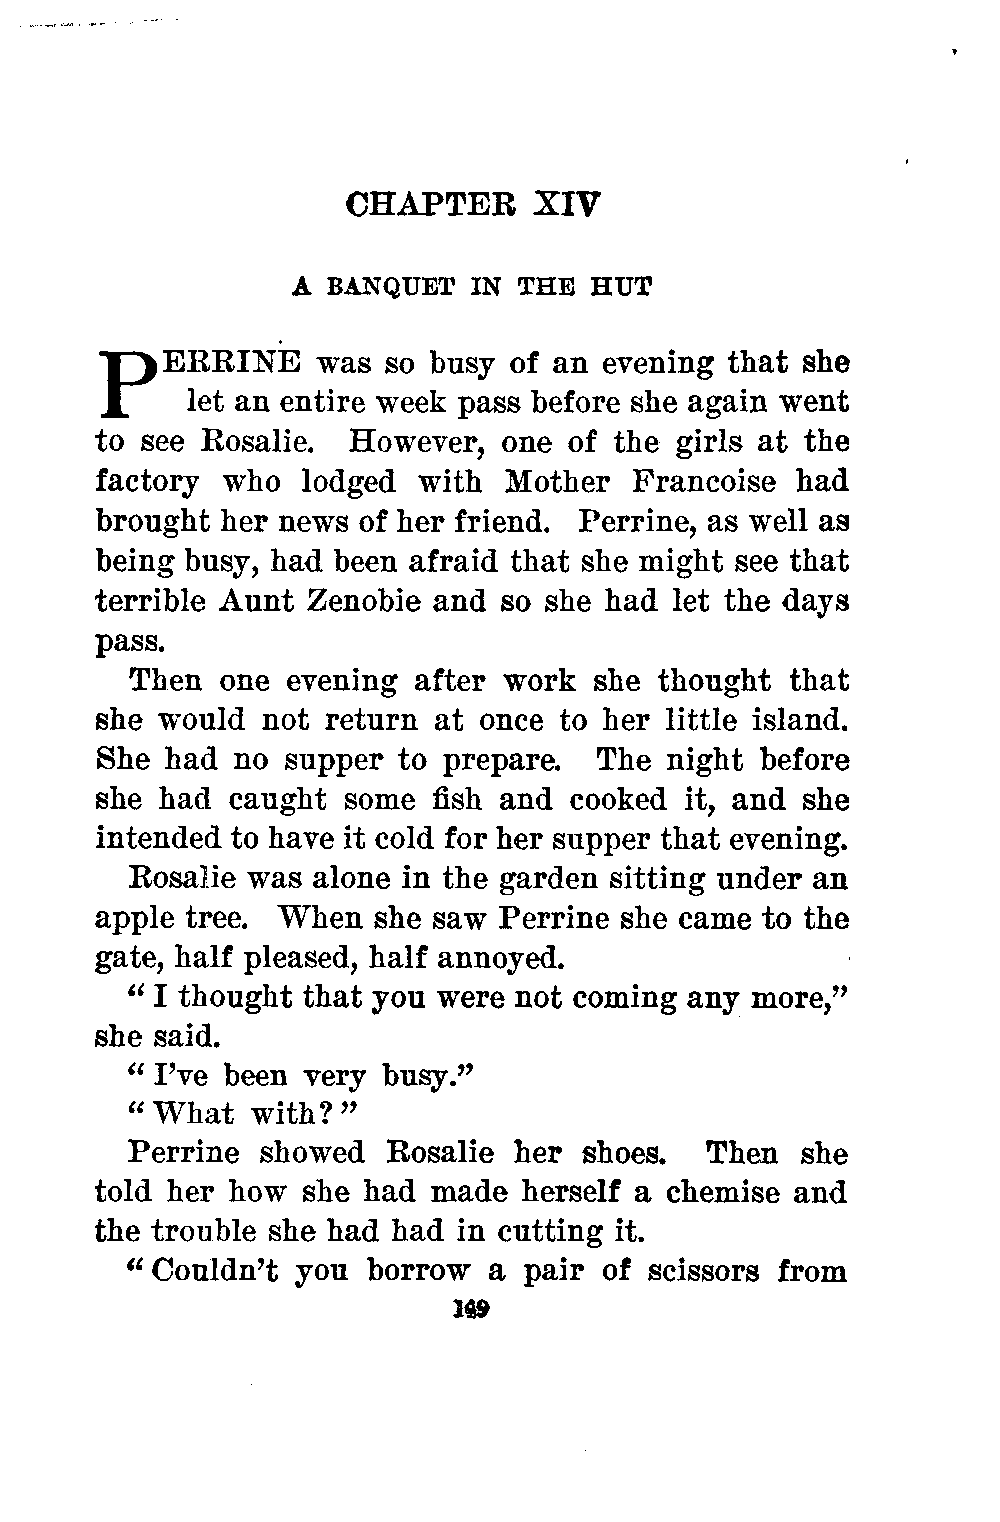 CHAPTER XIV
A BANQUET IN THE HUT
PERRINE was so busy of an evening that she
let an entire week pass before she again went
to see Rosalie. However, one of the girls at the
factory who lodged with Mother Francoise had
brought her news of her friend. Perrine, as well as
being busy, had been afraid that she might see that
terrible Aunt Zenobie and so she had let the days
pass.
Then one evening after work she thought that
she would not return at once to her little island.
She had no supper to prepare. The night before
she had caught some fish and cooked it, and she
intended to have it cold for her supper that evening.
Rosalie was alone in the garden sitting under an
apple tree. When she saw Perrine she came to the
gate, half pleased, half annoyed.
“ I thought that you were not coming any more,”
she said.
“ I’ve been very busy.”
“ What with? ”
Perrine showed Rosalie her shoes. Then she
told her how she had made herself a chemise and
the trouble she had had in cutting it.
“ Couldn’t you borrow a pair of scissors from